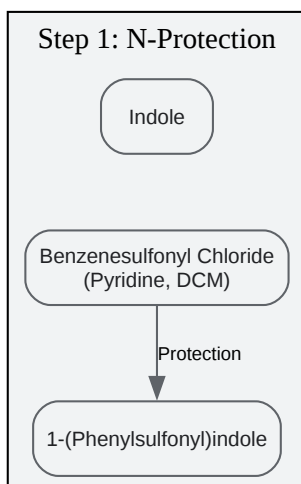 Step 1: N-Protection
Indole
Benzenesulfonyl Chloride
(Pyridine, DCM)
Protection
1-(Phenylsulfonyl)indole